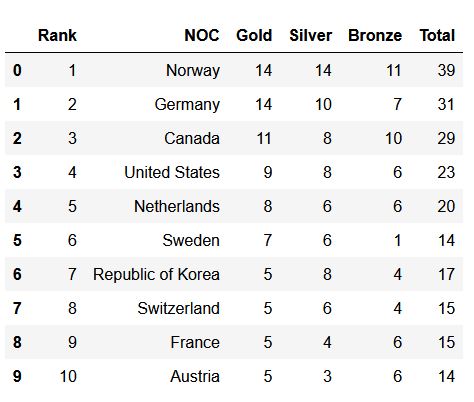 Rank NOC Gold Silver Bronze Total
0 1 Norway 14 14 11 39
1 2 Germany 14 10 7 31
2 3 Canada 11 8 10 29
3 4 United States 9 8 6 23
4 5 Netherlands 8 6 6 20
5 6 Sweden 7 6 1 14
6 7 Republic of Korea 5 8 4 17
7 8 Switzerland 5 6 4 15
8 9 France 5 4 6 15
9 10 Austria 5 3 6 14